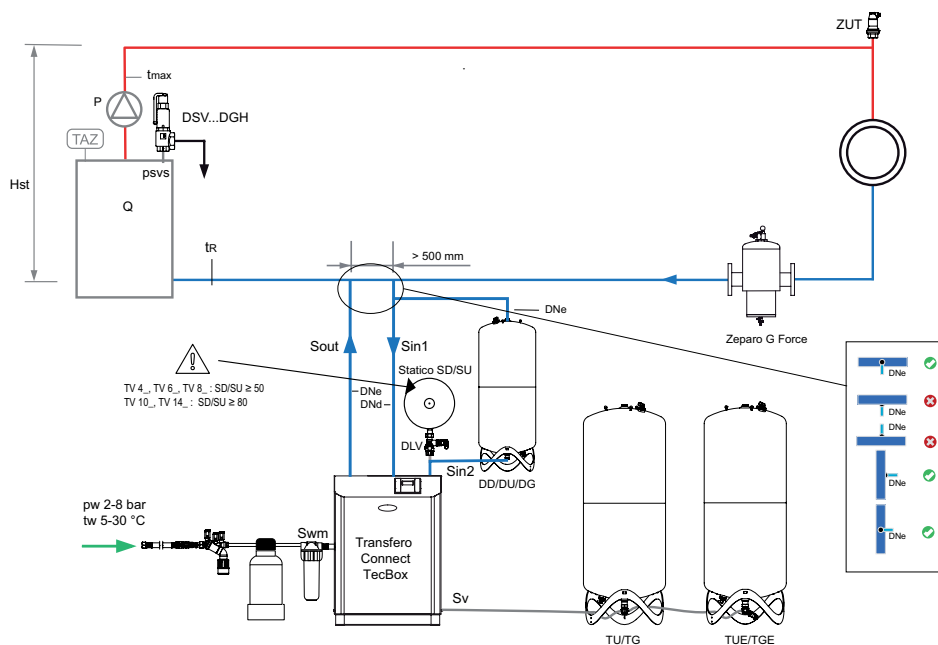 ZUT
tmax
P
DSV...DGH
TAZ
psvs
Hst
Q
tR
> 500 mm
DNe
Zeparo G Force
Sout
Sin1
Statico SD/SU
TV 4_, TV 6_, TV 8_ : SD/SU ≥ 50
TV 10_, TV 14_ : SD/SU ≥ 80
DNe
DNd
DLV
Sin2
DD/DU/DG
DNe
DNe
DNe
DNe
DNe
pw 2-8 bar
tw 5-30 °C
Swm
Transfero
Connect
TecBox
Sv
TU/TG
TUE/TGE